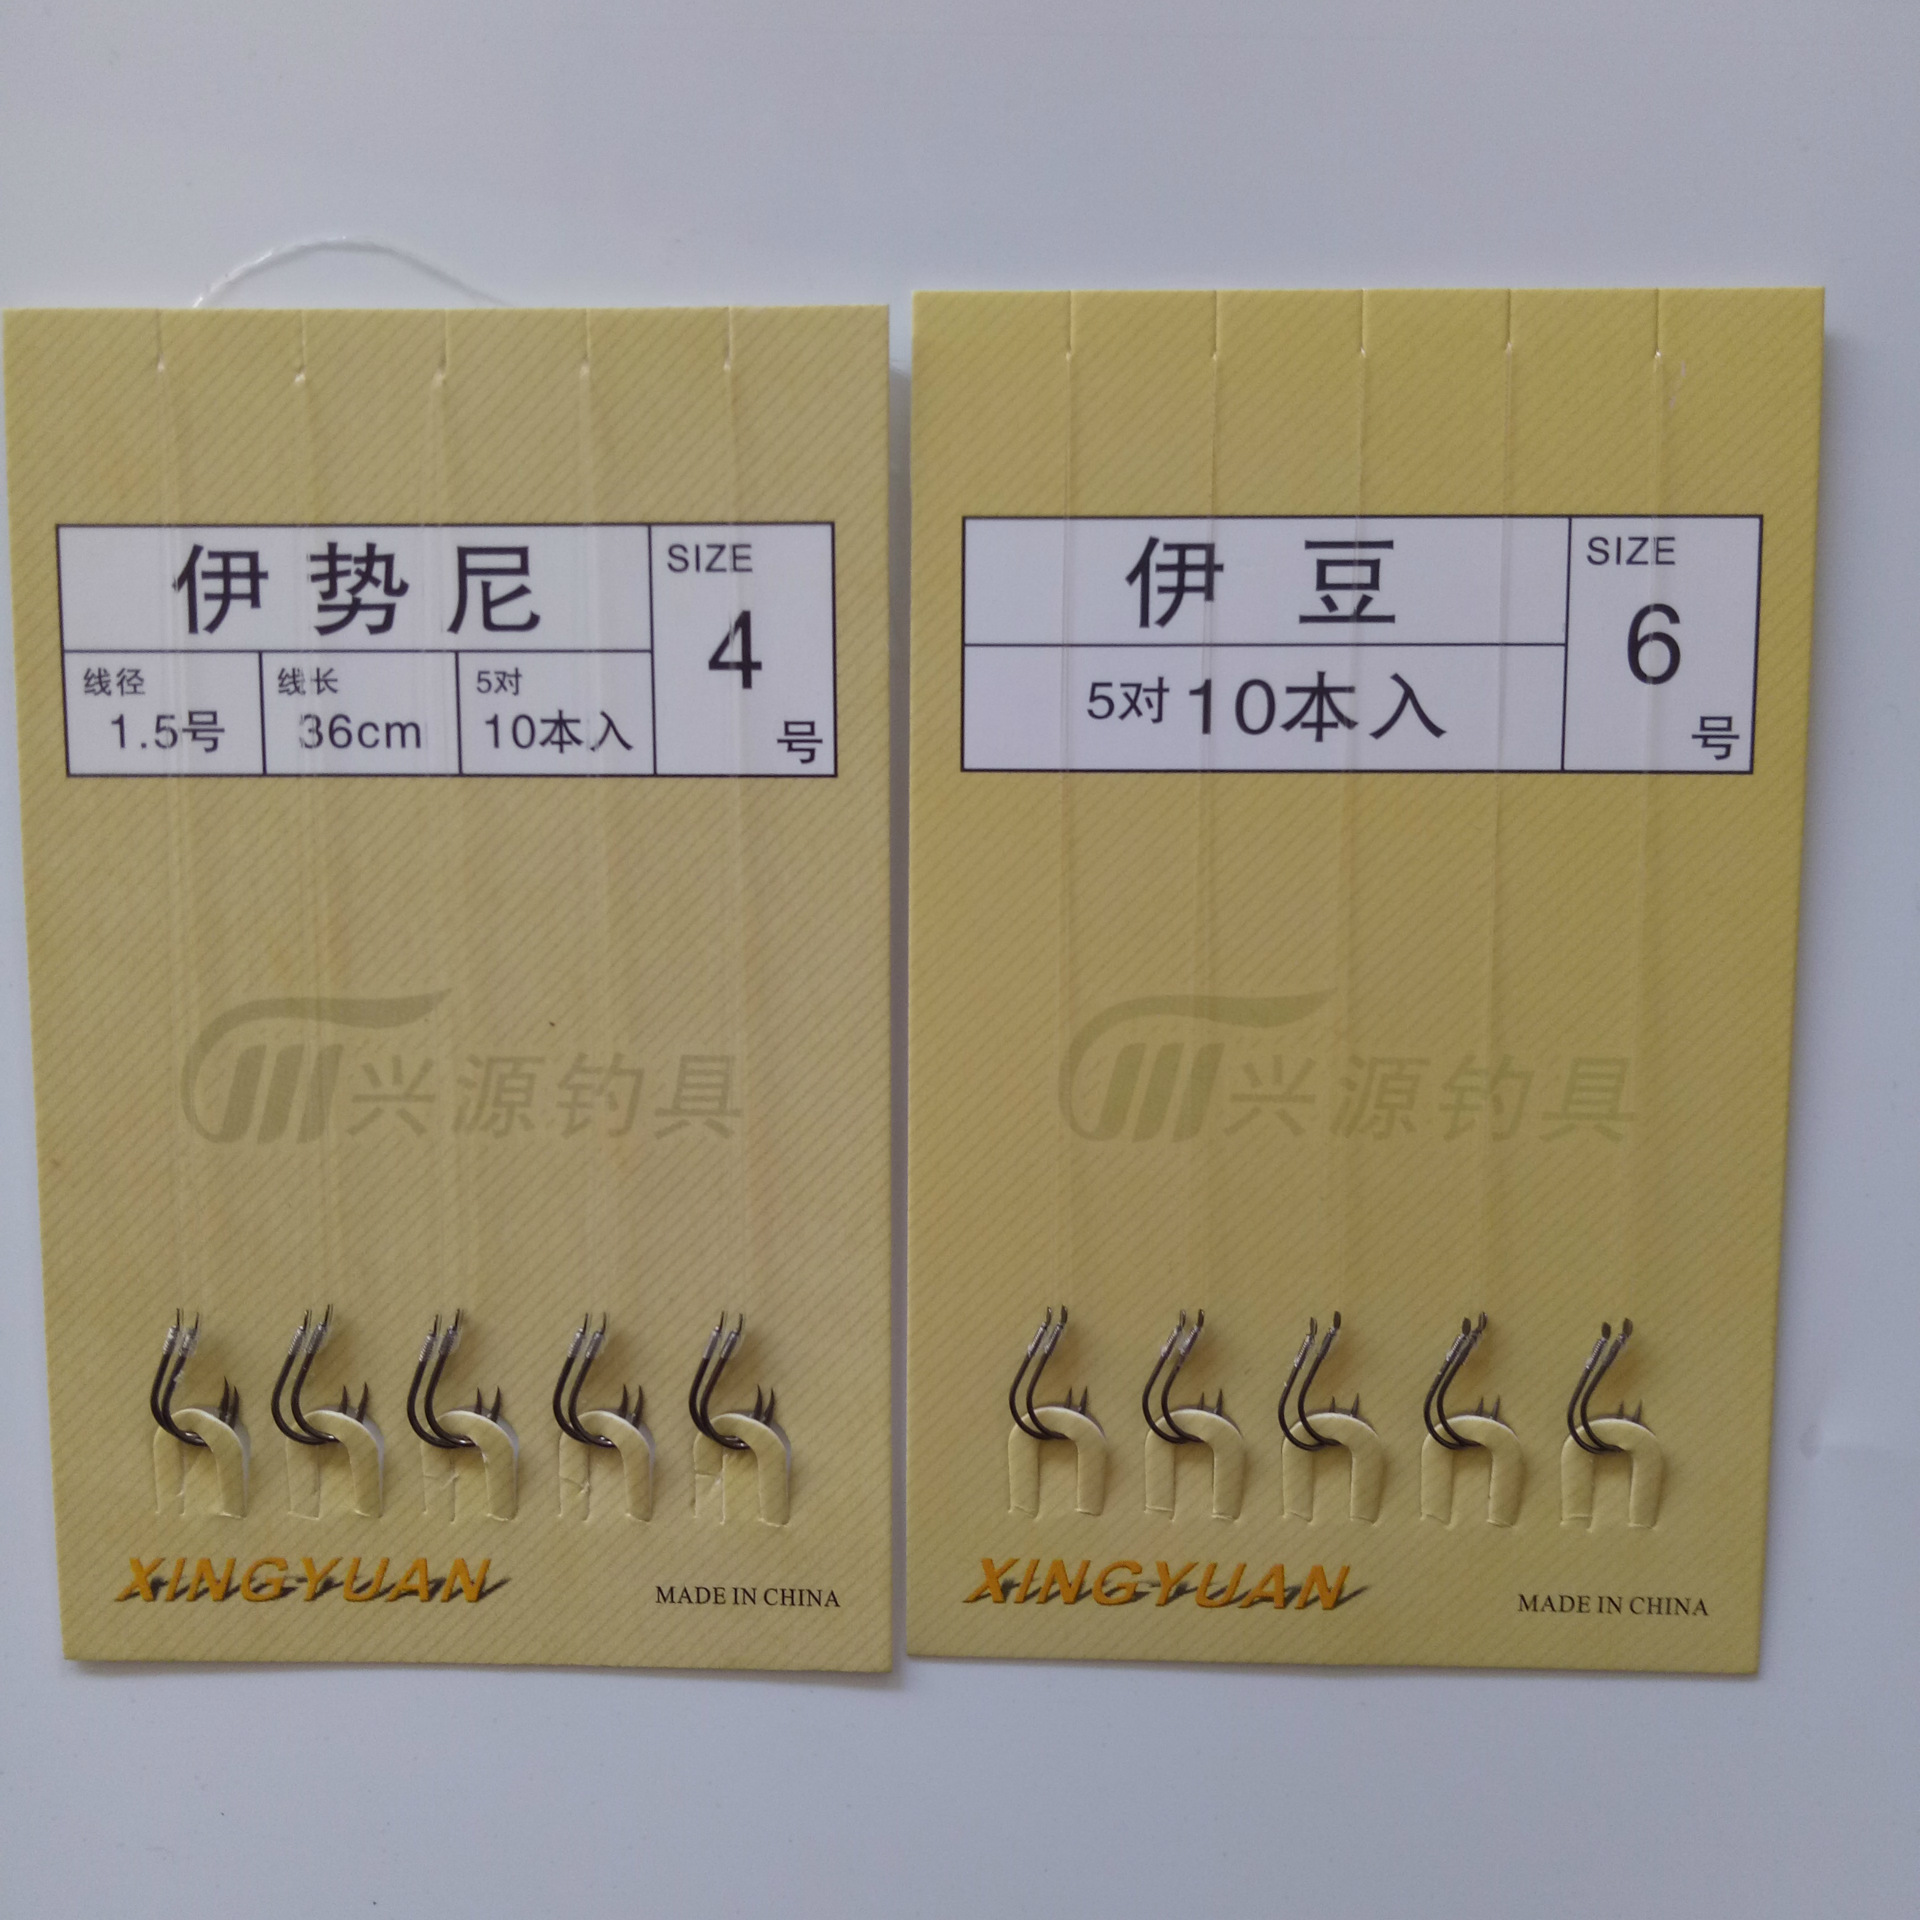 伊势尼
SIZE
4
号
线径
1.5号
线长
36cm
5对
10本入
兴源钓具
XINGYUAN
MADE IN CHINA
伊豆
SIZE
6
号
5对10本入
兴源钓具
XINGYUAN
MADE IN CHINA